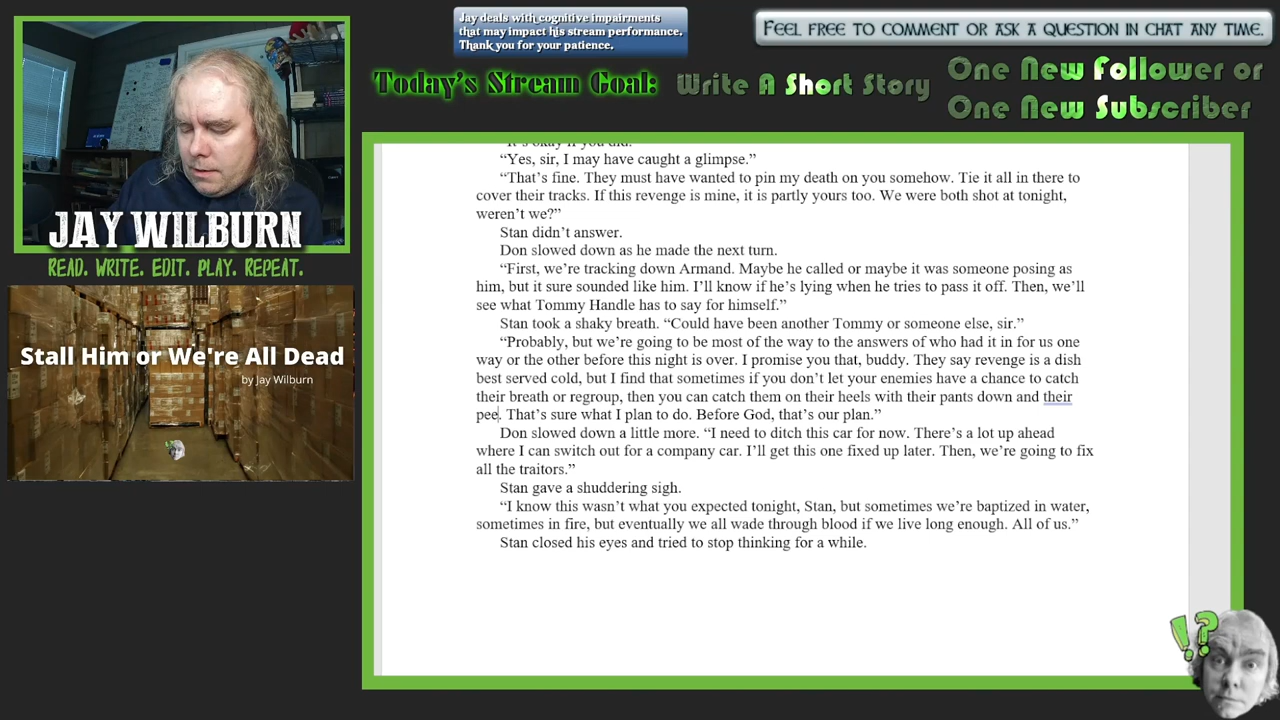 Jay deals with cognitive impairments
that may impact his stream performance.
Thank you for your patience.
Feel free to comment or ask a question in chat any time.
Today's Stream Goal:
Write A Short Story
One New Follower or
One New Subscriber
JAY WILBURN
READ. WRITE. EDIT. PLAY. REPEAT.
Stall Him or We're All Dead
by Jay Wilburn
“It's okay if you did.
“Yes, sir, I may have caught a glimpse.”
“That's fine. They must have wanted to pin my death on you somehow. Tie it all in there to
cover their tracks. If this revenge is mine, it is partly yours too. We were both shot at tonight,
weren't we?”
Stan didn't answer.
Don slowed down as he made the next turn.
“First, we're tracking down Armand. Maybe he called or maybe it was someone posing as
him, but it sure sounded like him. I'll know if he's lying when he tries to pass it off. Then, we'll
see what Tommy Handle has to say for himself.”
Stan took a shaky breath. “Could have been another Tommy or someone else, sir.”
“Probably, but we're going to be most of the way to the answers of who had it in for us one
way or the other before this night is over. I promise you that, buddy. They say revenge is a dish
best served cold, but I find that sometimes if you don't let your enemies have a chance to catch
their breath or regroup, then you can catch them on their heels with their pants down and their
pee. That's sure what I plan to do. Before God, that's our plan.”
Don slowed down a little more. “I need to ditch this car for now. There's a lot up ahead
where I can switch out for a company car. I'll get this one fixed up later. Then, we're going to fix
all the traitors.”
Stan gave a shuddering sigh.
“I know this wasn't what you expected tonight, Stan, but sometimes we're baptized in water,
sometimes in fire, but eventually we all wade through blood if we live long enough. All of us.”
Stan closed his eyes and tried to stop thinking for a while.
!?